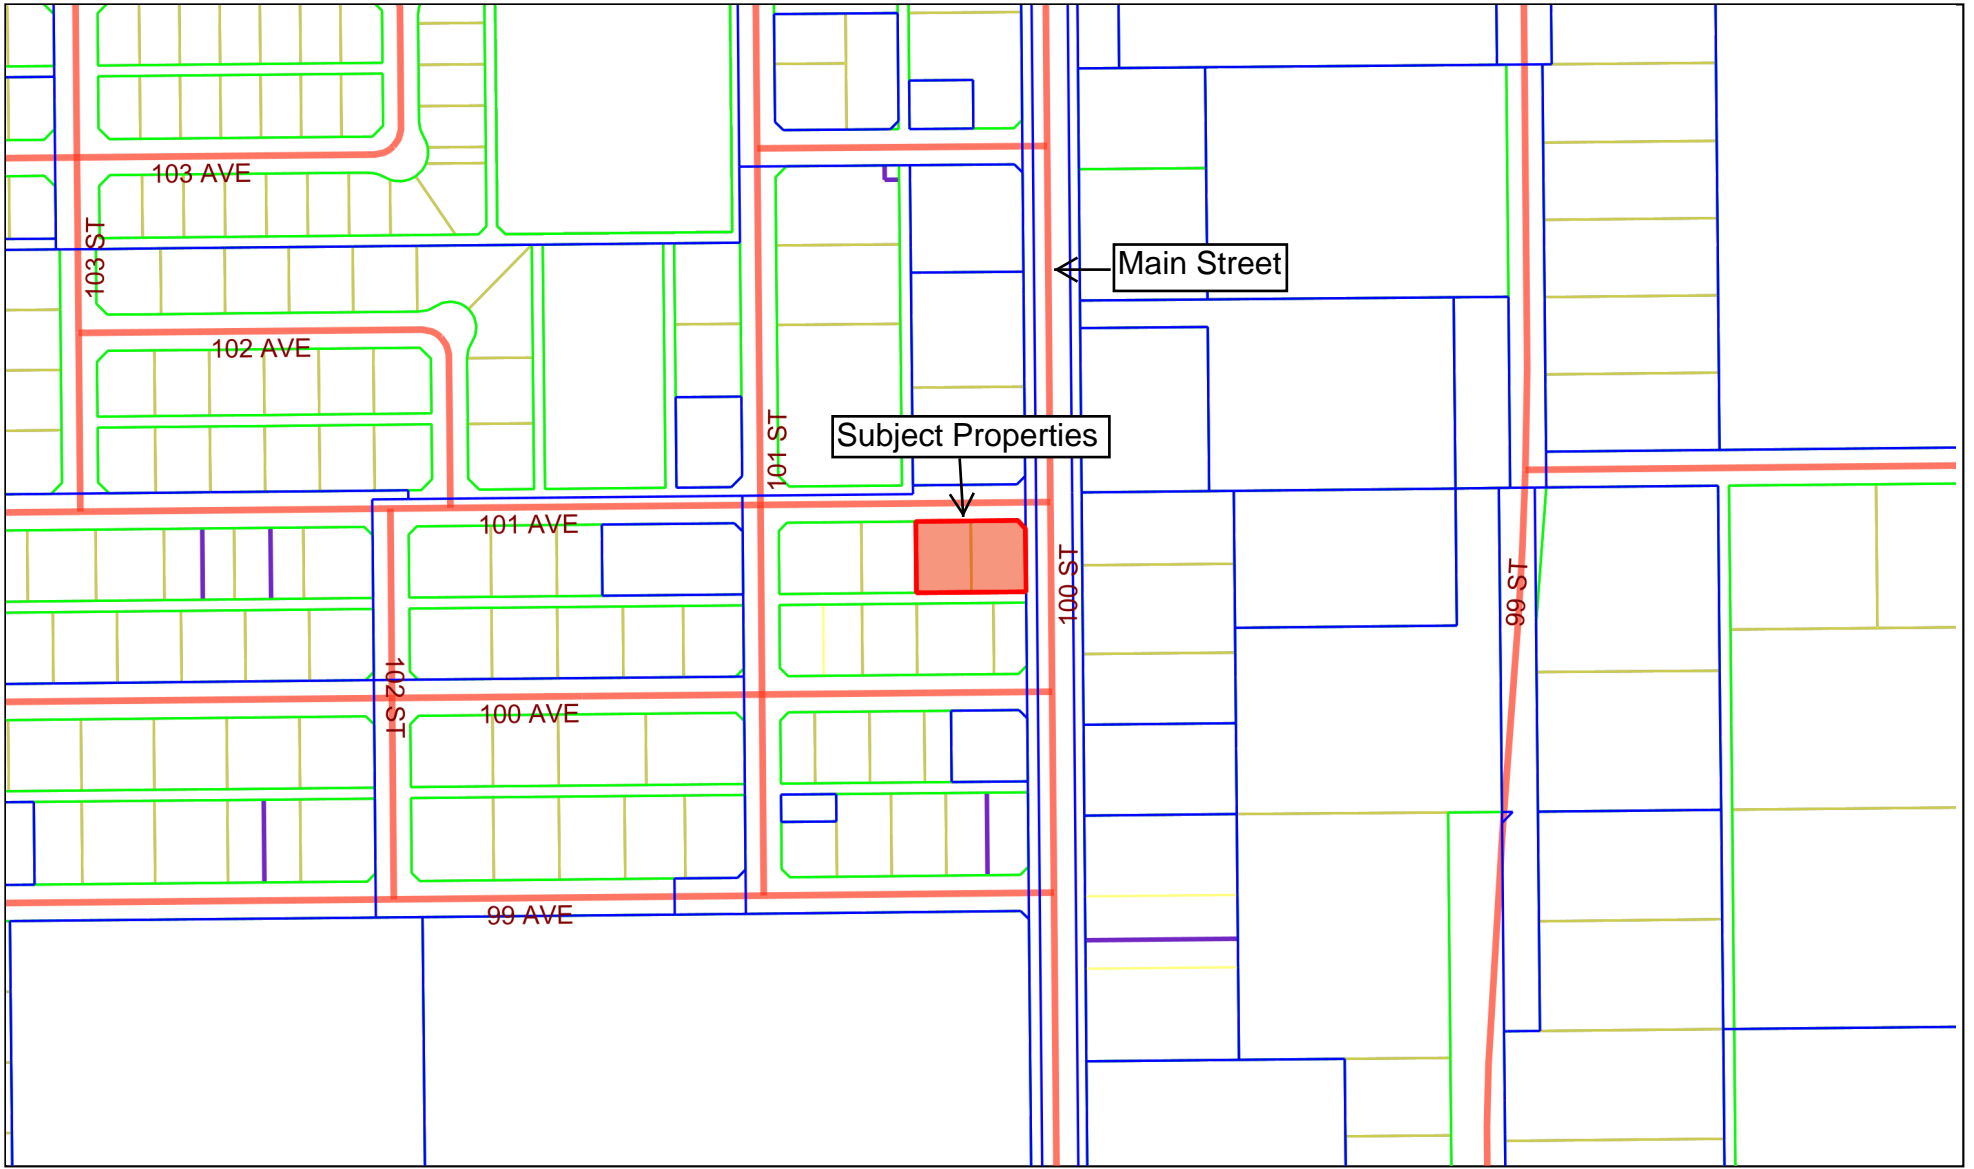 103 AVE
103 ST
Main Street
102 AVE
101 ST
Subject Properties
101 AVE
100 ST
99 ST
102 ST
100 AVE
99 AVE